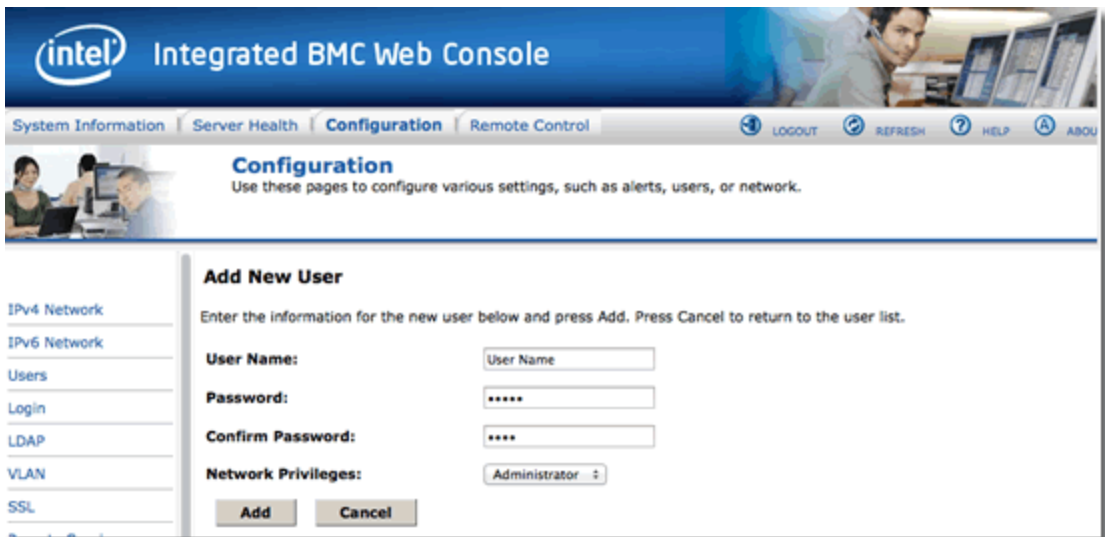 intel Integrated BMC Web Console
System Information Server Health Configuration Remote Control LOGOUT REFRESH HELP A ABOU
Configuration
Use these pages to configure various settings, such as alerts, users, or network.
Add New User
IPv4 Network
Enter the information for the new user below and press Add. Press Cancel to return to the user list.
IPv6 Network
User Name: User Name
Users
Password: •••••
Login
Confirm Password: ••••
LDAP
VLAN
Network Privileges: Administrator
SSL
Add Cancel